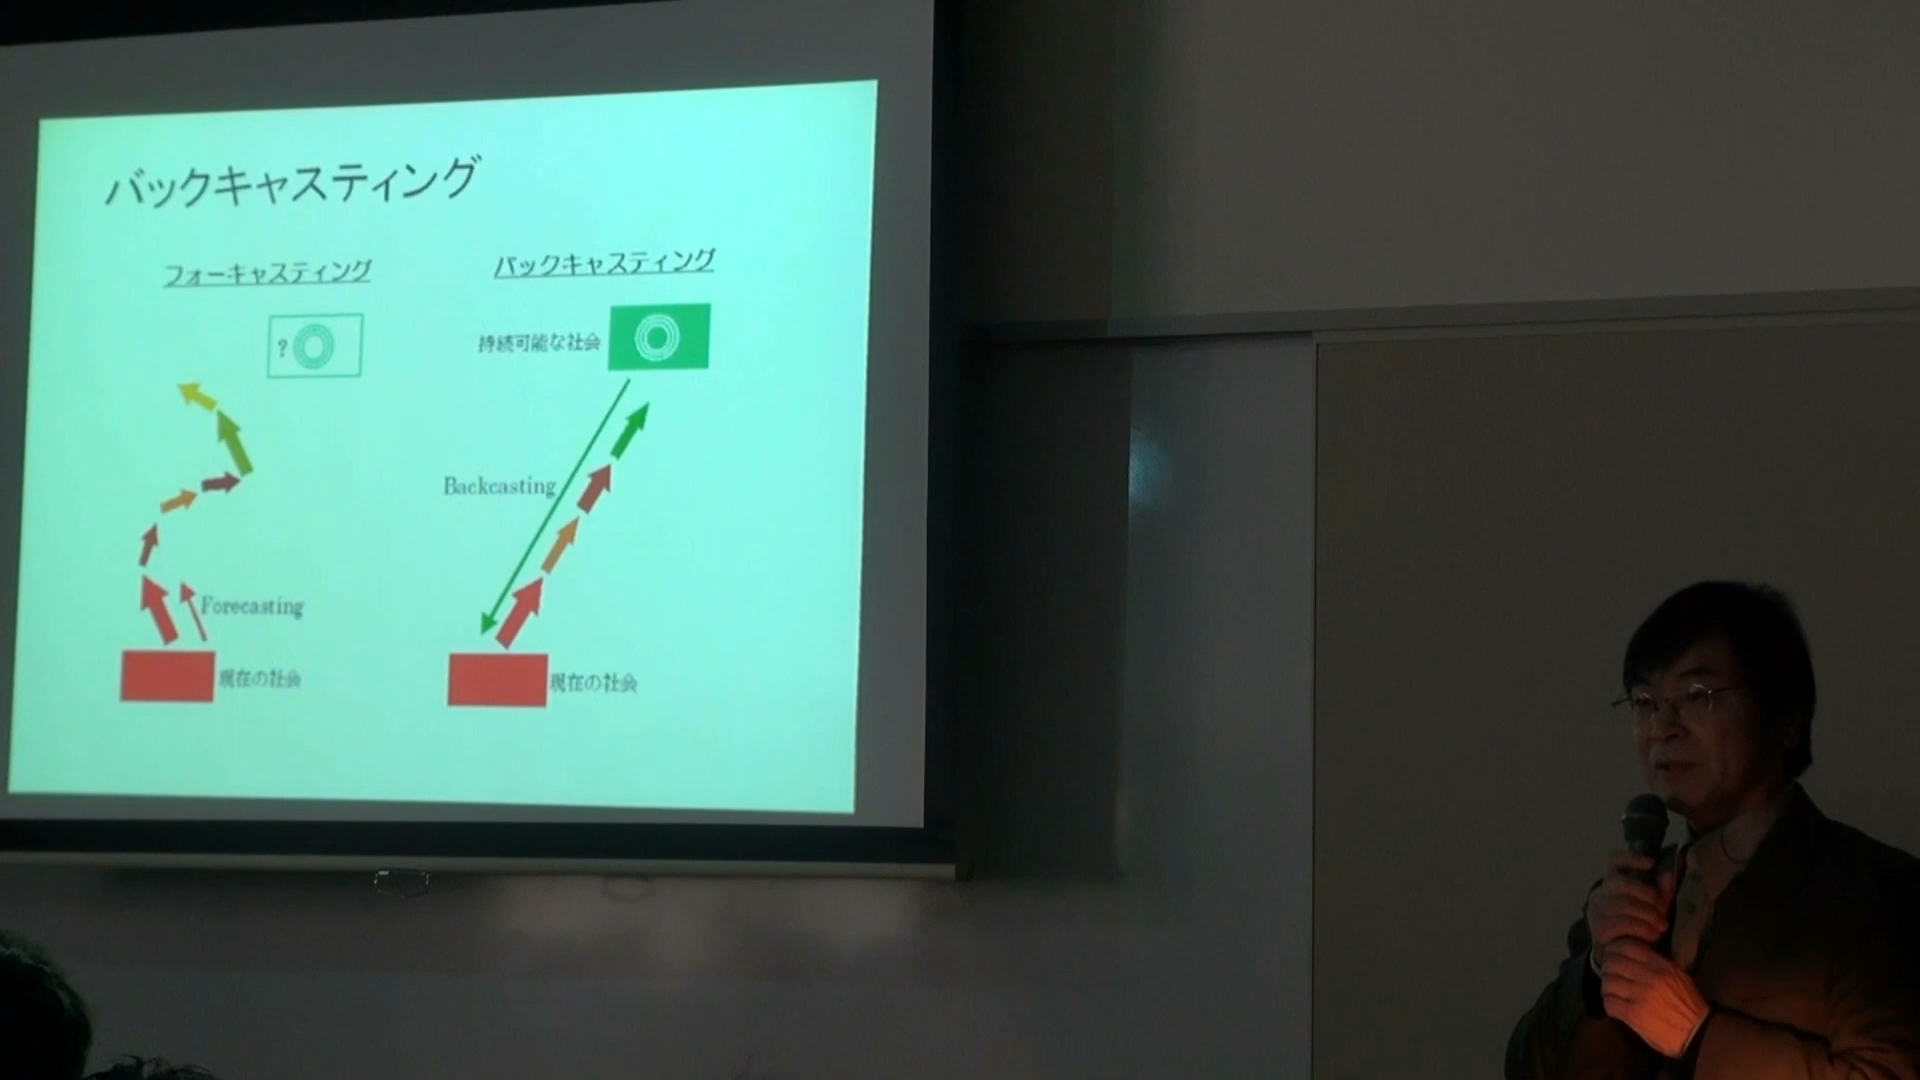 バックキャスティング
フォーキャスティング
バックキャスティング
?
持続可能な社会
Backcasting
Forecasting
現在の社会
現在の社会